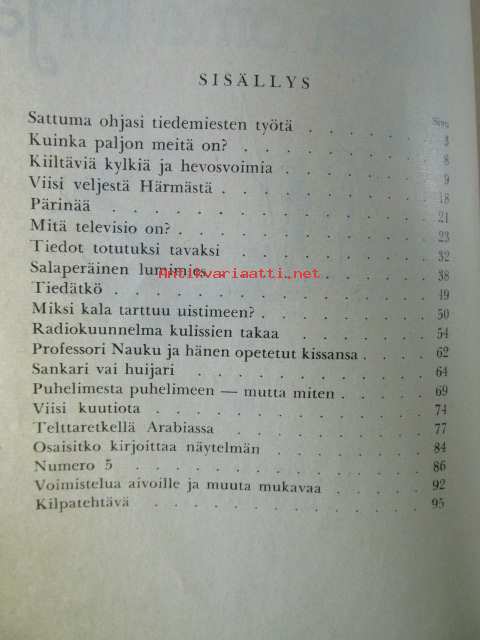 SISÄLLYS
Sivu
Sattuma ohjasi tiedemiesten työtä . . . . . 3
Kuinka paljon meitä on? . . . . . . . 8
Kiiltäviä kylkiä ja hevosvoimia . . . . . . 9
Viisi veljestä Härmästä . . . . . . . . 18
Pärinää . . . . . . . . . . . 21
Mitä televisio on? . . . . . . . . . 23
Tiedot totutuksi tavaksi . . . . . . . . 32
Salaperäinen lumimies . . . . . . . . 38
Antikvariaatti.net
Tiedätkö . . . . . . . . . . . 49
Miksi kala tarttuu uistimeen? . . . . . . 50
Radiokuunnelma kulissien takaa . . . . . . 54
Professori Nauku ja hänen opetetut kissansa . . . . 62
Sankari vai huijari . . . . . . . . . 64
Puhelimesta puhelimeen — mutta miten . . . . 69
Viisi kuutiota . . . . . . . . . . 74
Telttaretkellä Arabiassa . . . . . . . . 77
Osaisitko kirjoittaa näytelmän . . . . . . 84
Numero 5 . . . . . . . . . . . 86
Voimistelua aivoille ja muuta mukavaa . . . . 92
Kilpatehtävä . . . . . . . . . . 95